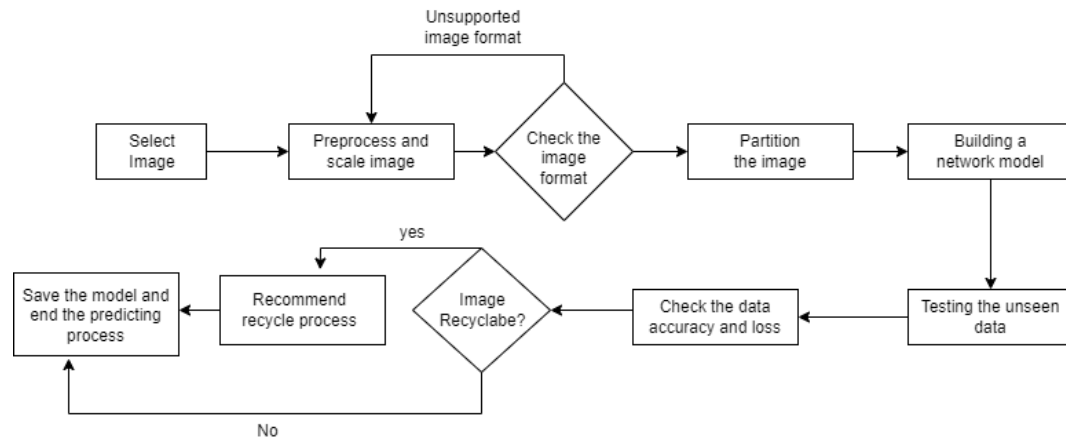 Unsupported
image format
Select
Image
Preprocess and
scale image
Check the
image
format
Partition
the image
Building a
network model
yes
Save the model and
end the predicting
process
Recommend
recycle process
Image
Recyclabe?
Check the data
accuracy and loss
Testing the unseen
data
No